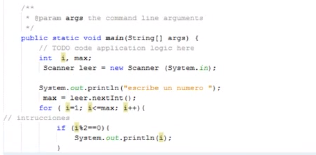 /**
* @param args the command line arguments
*/
public static void main(String[] args) {
// TODO code application logic here
int i, max;
Scanner leer = new Scanner (System.in);
System.out.println("escribe un numero ");
max = leer.nextInt();
for ( i=1; i<=max; i++){
// intrucciones
if (i%2==0){
System.out.println(i);
}